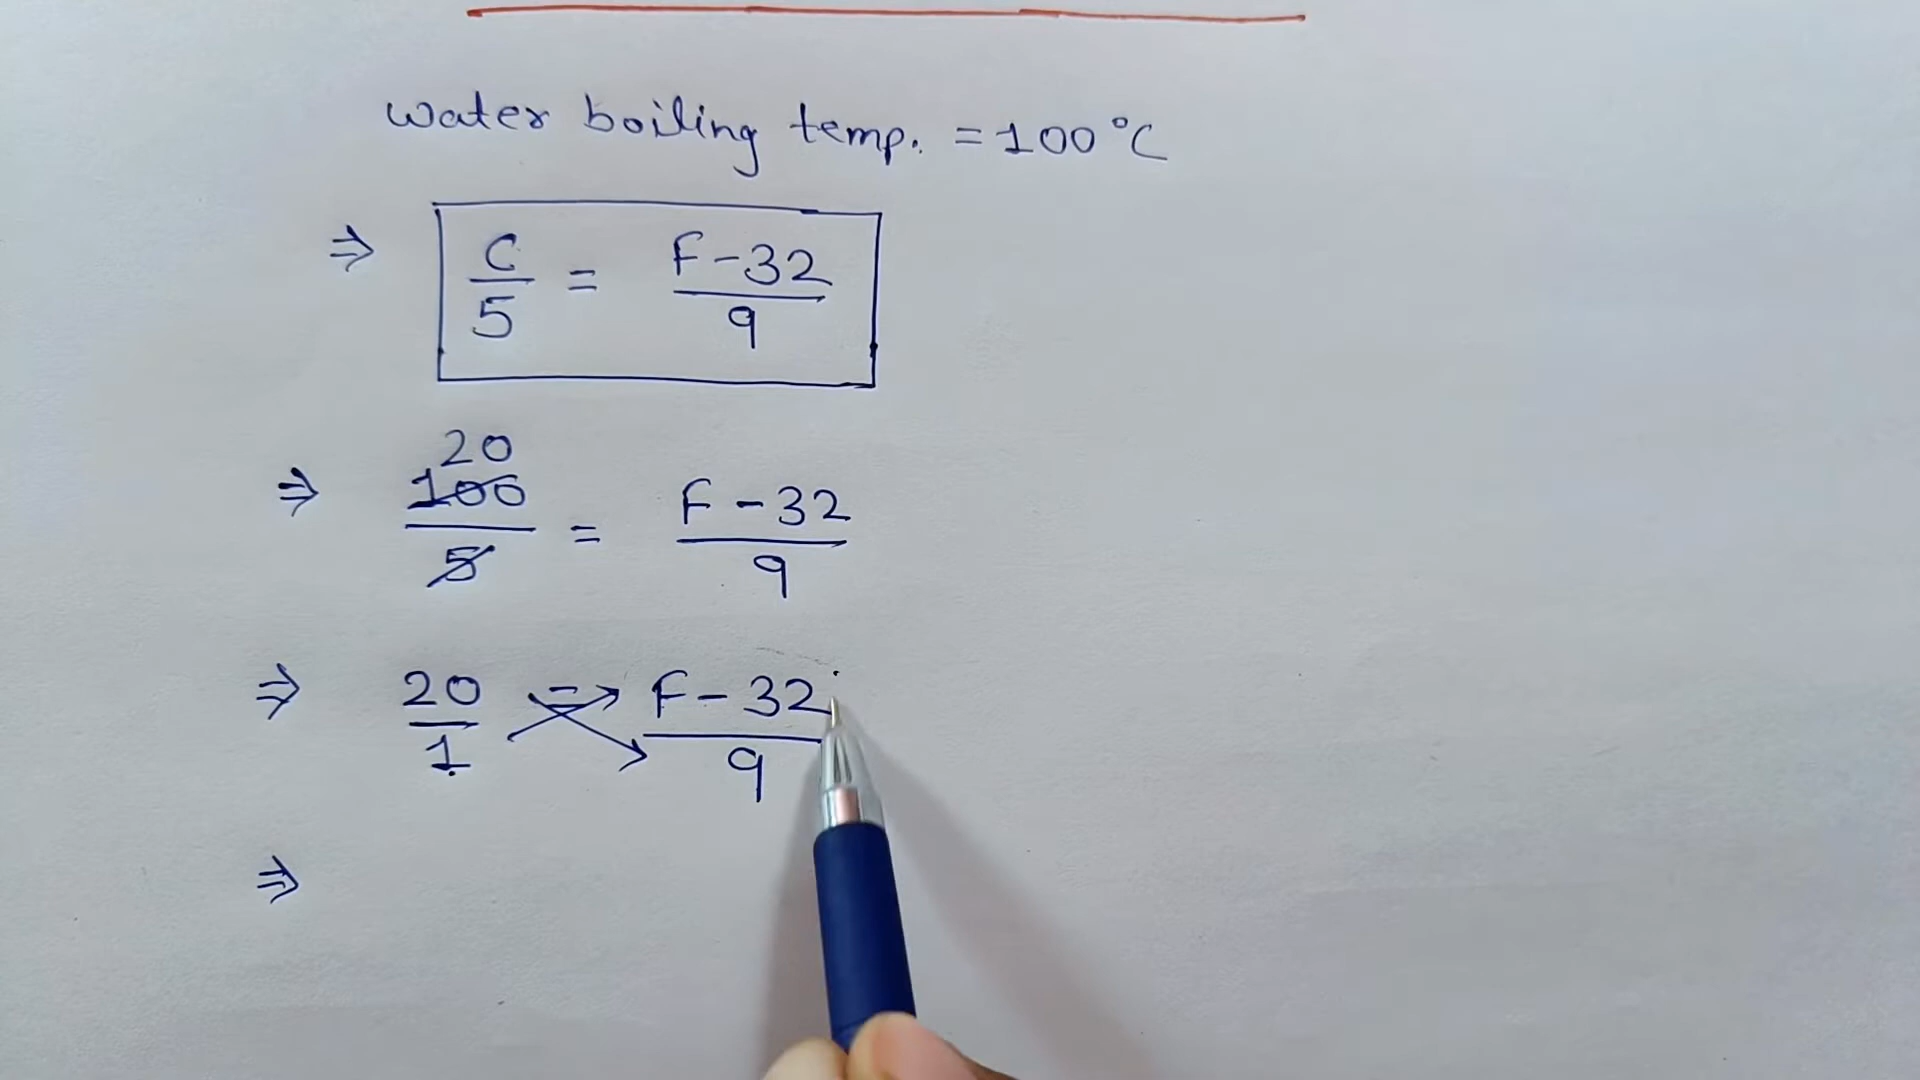 water boiling temp. = 100°C
⇒ C/5 = F-32/9
⇒ 20
100/5 = F-32/9
⇒ 20/1 = F-32/9
⇒